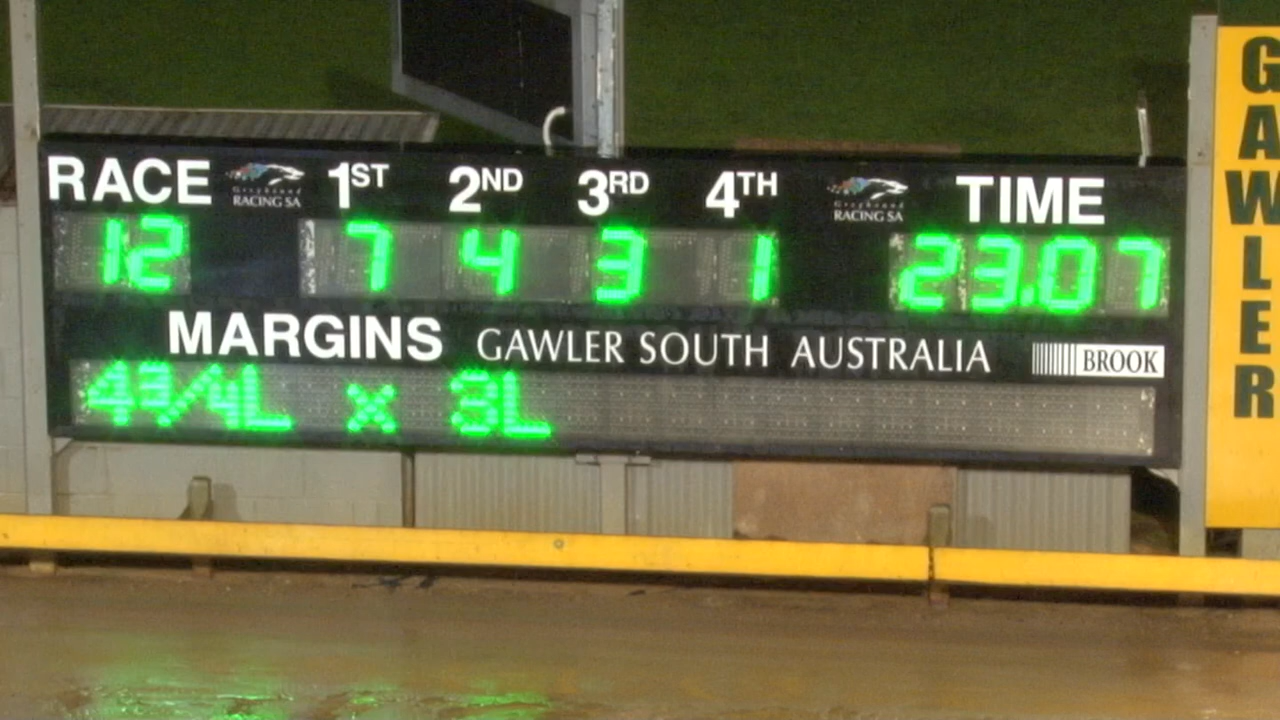 RACE Greyhound RACING SA 1ST 2ND 3RD 4TH Greyhound RACING SA TIME
12 7 4 3 1 23.07
MARGINS GAWLER SOUTH AUSTRALIA BROOK
4 3/4L x 3L
GAWLER